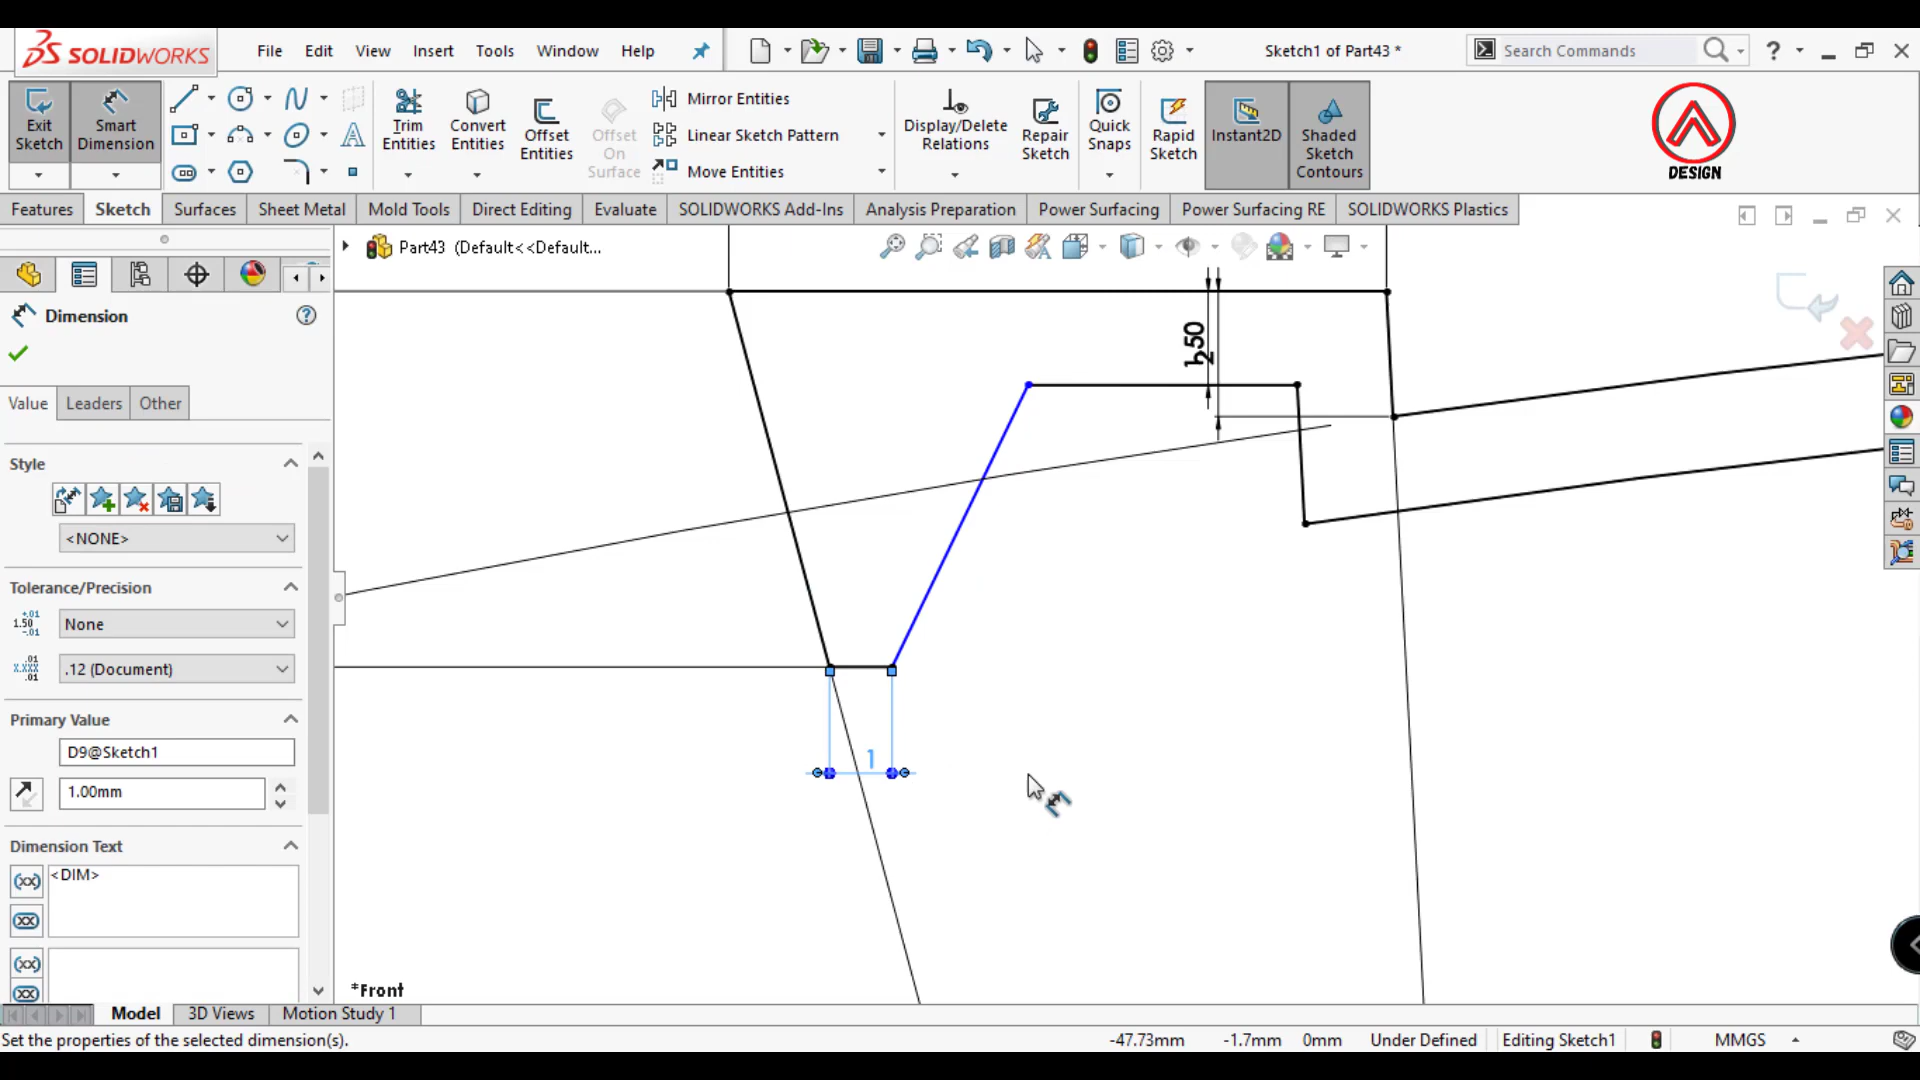 SOLIDWORKS File Edit View Insert Tools Window Help Sketch1 of Part43 * Search Commands ?
Exit Sketch
Smart Dimension
Trim Entities
Convert Entities
Offset Entities
Offset On Surface
Mirror Entities
Linear Sketch Pattern
Move Entities
Display/Delete Relations
Repair Sketch
Quick Snaps
Rapid Sketch
Instant2D
Shaded Sketch Contours
DESIGN
Features Sketch Surfaces Sheet Metal Mold Tools Direct Editing Evaluate SOLIDWORKS Add-Ins Analysis Preparation Power Surfacing Power Surfacing RE SOLIDWORKS Plastics
Part43 (Default<<Default...
Dimension
Value Leaders Other
Style
<NONE>
Tolerance/Precision
None
.12 (Document)
Primary Value
D9@Sketch1
1.00mm
Dimension Text
<DIM>
1.50
2
1
*Front
Model 3D Views Motion Study 1
Set the properties of the selected dimension(s). -47.73mm -1.7mm 0mm Under Defined Editing Sketch1 MMGS